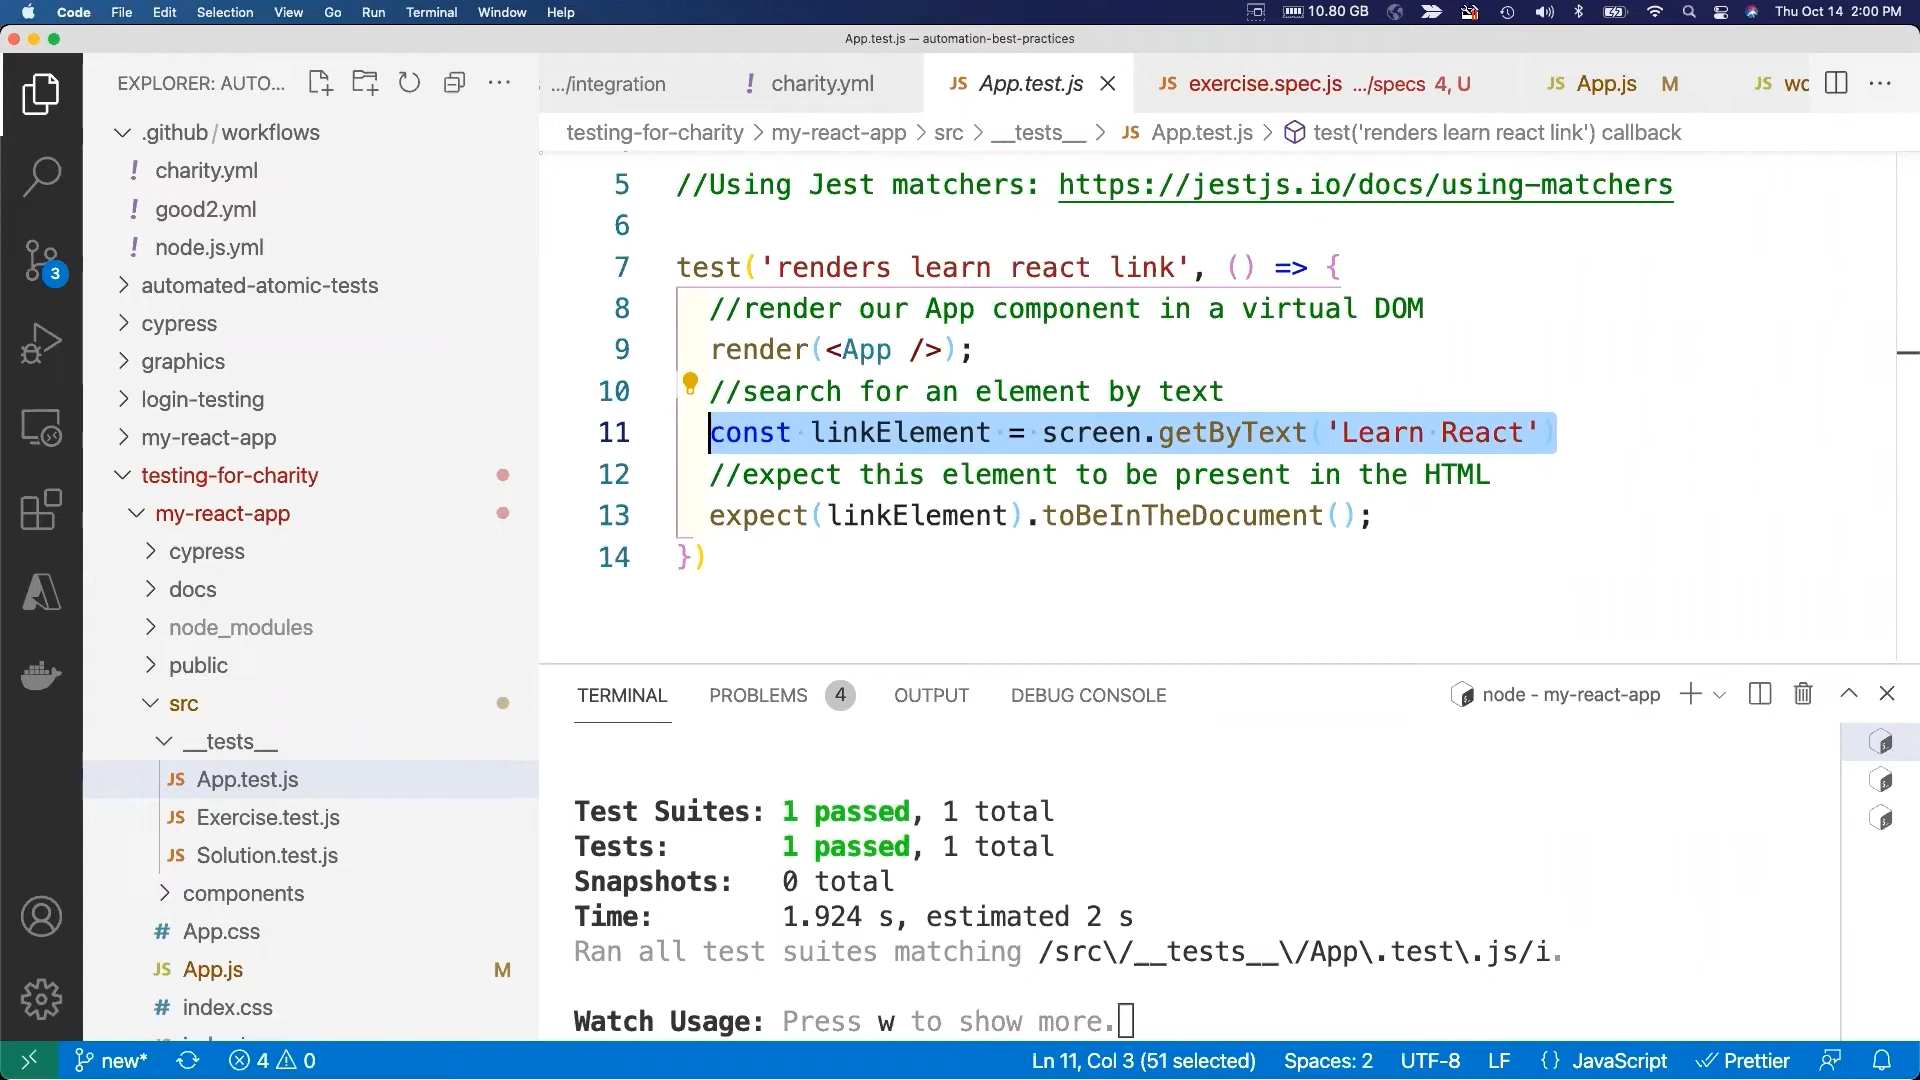 Code File Edit Selection View Go Run Terminal Window Help 10.80 GB Thu Oct 14 2:00 PM
App.test.js — automation-best-practices
EXPLORER: AUTO...
.../integration ! charity.yml JS App.test.js JS exercise.spec.js .../specs 4, U JS App.js M JS wo
testing-for-charity > my-react-app > src > __tests__ > JS App.test.js > test('renders learn react link') callback
.github/workflows
! charity.yml
! good2.yml
! node.js.yml
automated-atomic-tests
cypress
graphics
login-testing
my-react-app
testing-for-charity
my-react-app
cypress
docs
node_modules
public
src
__tests__
JS App.test.js
JS Exercise.test.js
JS Solution.test.js
components
# App.css
JS App.js M
# index.css
3
5 //Using Jest matchers: https://jestjs.io/docs/using-matchers
6
7 test('renders learn react link', () => {
8 //render our App component in a virtual DOM
9 render(<App />);
10 //search for an element by text
11 const linkElement = screen.getByText('Learn React')
12 //expect this element to be present in the HTML
13 expect(linkElement).toBeInTheDocument();
14 })
TERMINAL PROBLEMS 4 OUTPUT DEBUG CONSOLE node - my-react-app
Test Suites: 1 passed, 1 total
Tests: 1 passed, 1 total
Snapshots: 0 total
Time: 1.924 s, estimated 2 s
Ran all test suites matching /src\/__tests__\/App\.test\.js/i.
Watch Usage: Press w to show more.
new* 4 0 Ln 11, Col 3 (51 selected) Spaces: 2 UTF-8 LF {} JavaScript Prettier